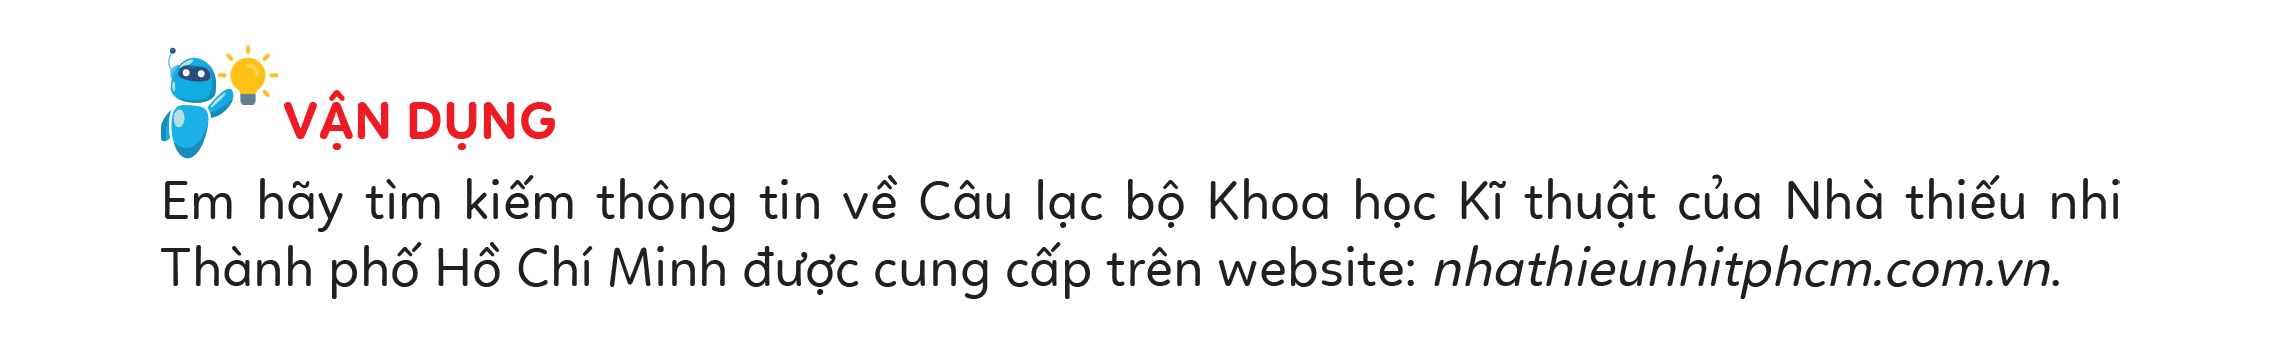 VẬN DỤNG
Em hãy tìm kiếm thông tin về Câu lạc bộ Khoa học Kĩ thuật của Nhà thiếu nhi
Thành phố Hồ Chí Minh được cung cấp trên website: nhathieunhitphcm.com.vn.